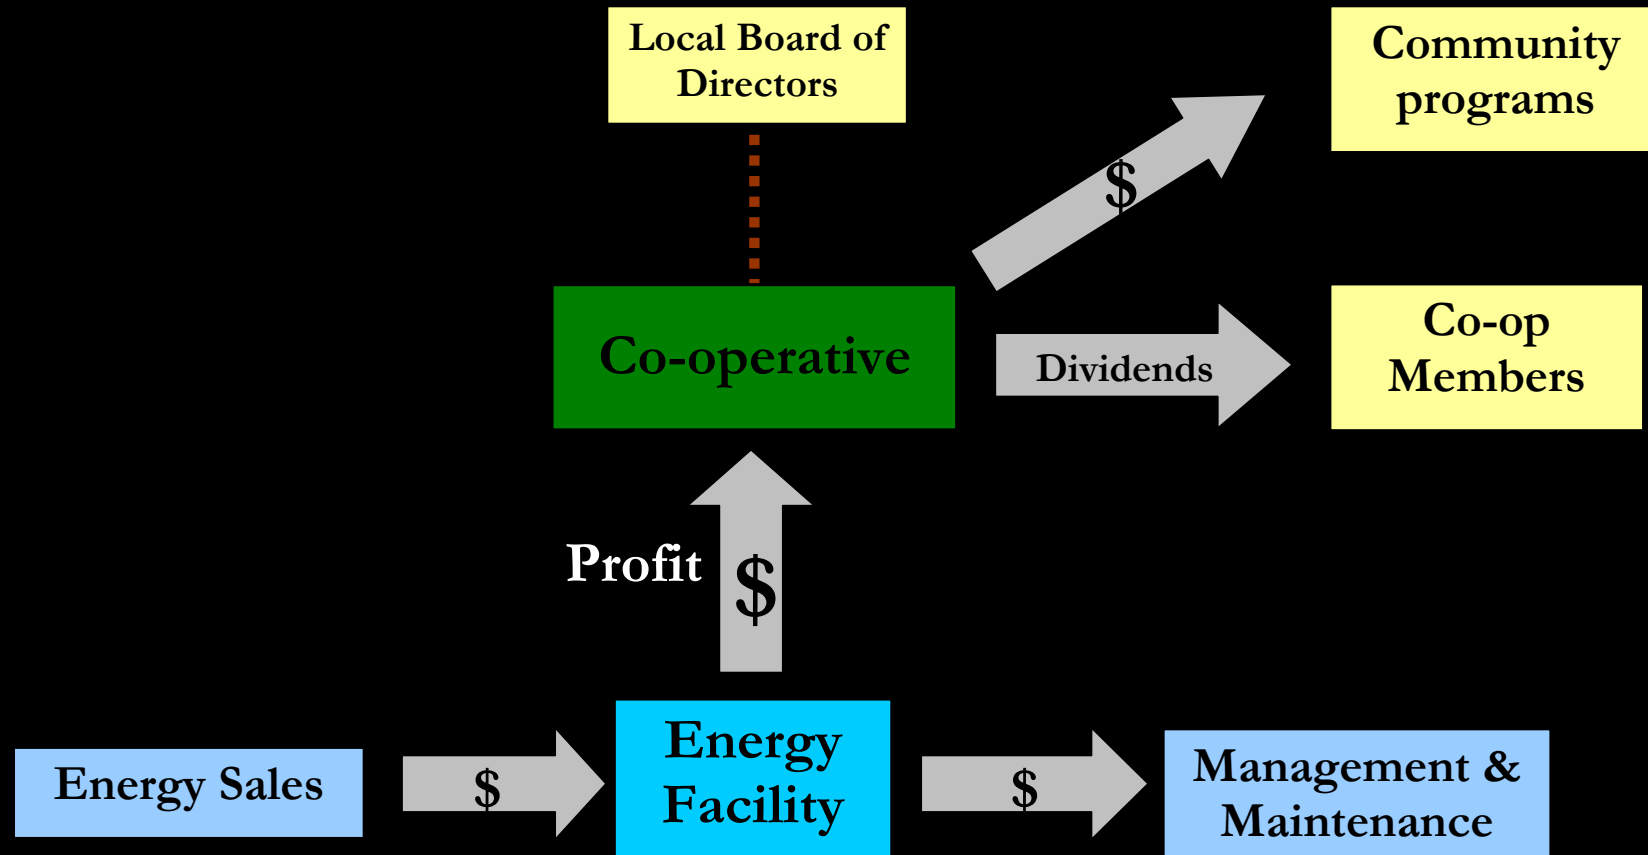 Local Board of
Directors
Community
programs
$
Co-operative
Dividends
Co-op
Members
Profit
$
Energy Sales
$
Energy
Facility
$
Management &
Maintenance